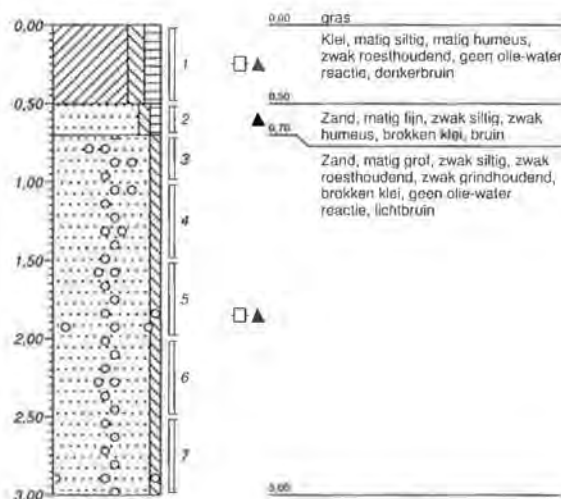 0,00
0,50
1,00
1,50
2,00
2,50
3,00
1
2
3
4
5
6
7
0,00 gras
Klei, matig siltig, matig humeus,
zwak roesthoudend, geen olie-water
reactie, donkerbruin
0,50
Zand, matig fijn, zwak siltig, zwak
humeus, brokken klei, bruin
0,70
Zand, matig grof, zwak siltig, zwak
roesthoudend, zwak grindhoudend,
brokken klei, geen olie-water
reactie, lichtbruin
3,00